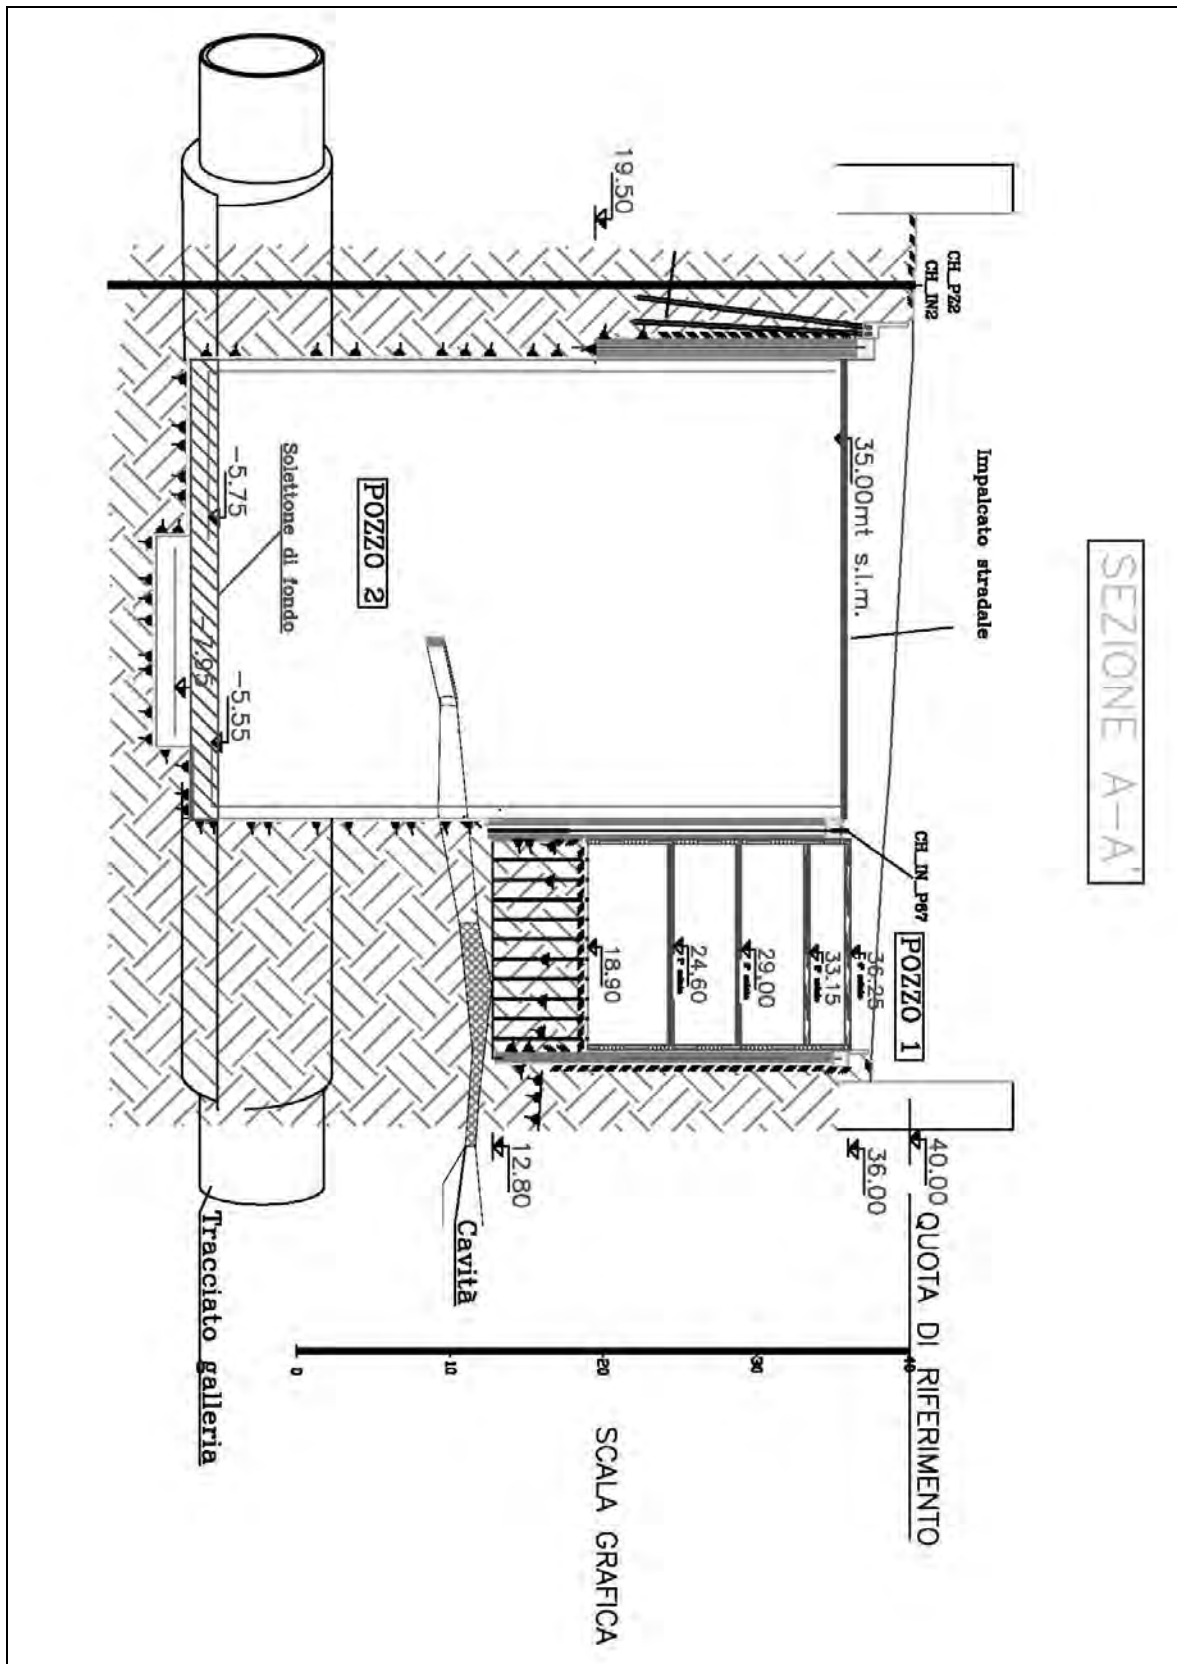 SEZIONE A-A'
CH_PZ2
CH_IN2
Impalcato stradale
CH_IN_P67
POZZO 1
40.00
QUOTA DI RIFERIMENTO
36.25
36.00
35.00mt s.l.m.
33.15
29.00
24.60
18.90
19.50
12.80
POZZO 2
Solettone di fondo
-5.75
-5.55
-7.95
Cavità
Tracciato galleria
0
10
20
30
40
SCALA GRAFICA